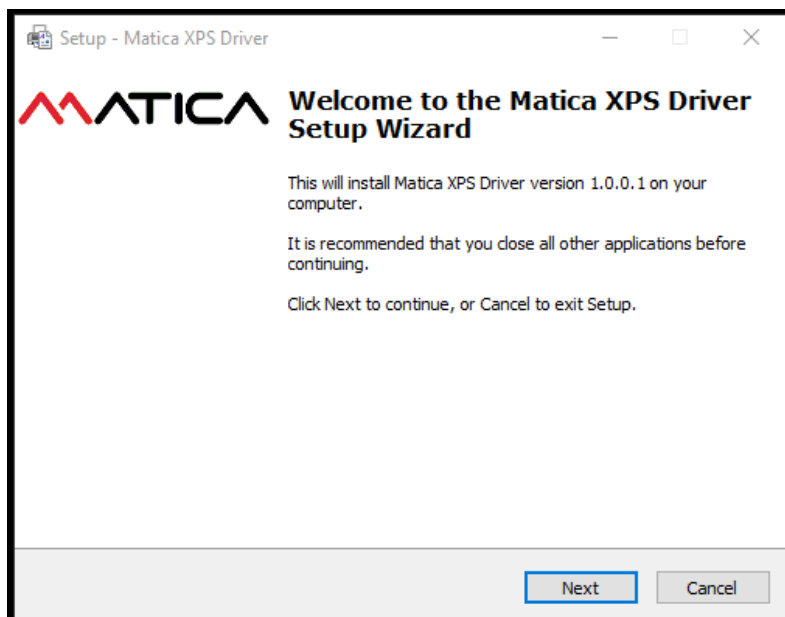 Setup - Matica XPS Driver
MATICA
Welcome to the Matica XPS Driver
Setup Wizard
This will install Matica XPS Driver version 1.0.0.1 on your
computer.
It is recommended that you close all other applications before
continuing.
Click Next to continue, or Cancel to exit Setup.
Next
Cancel